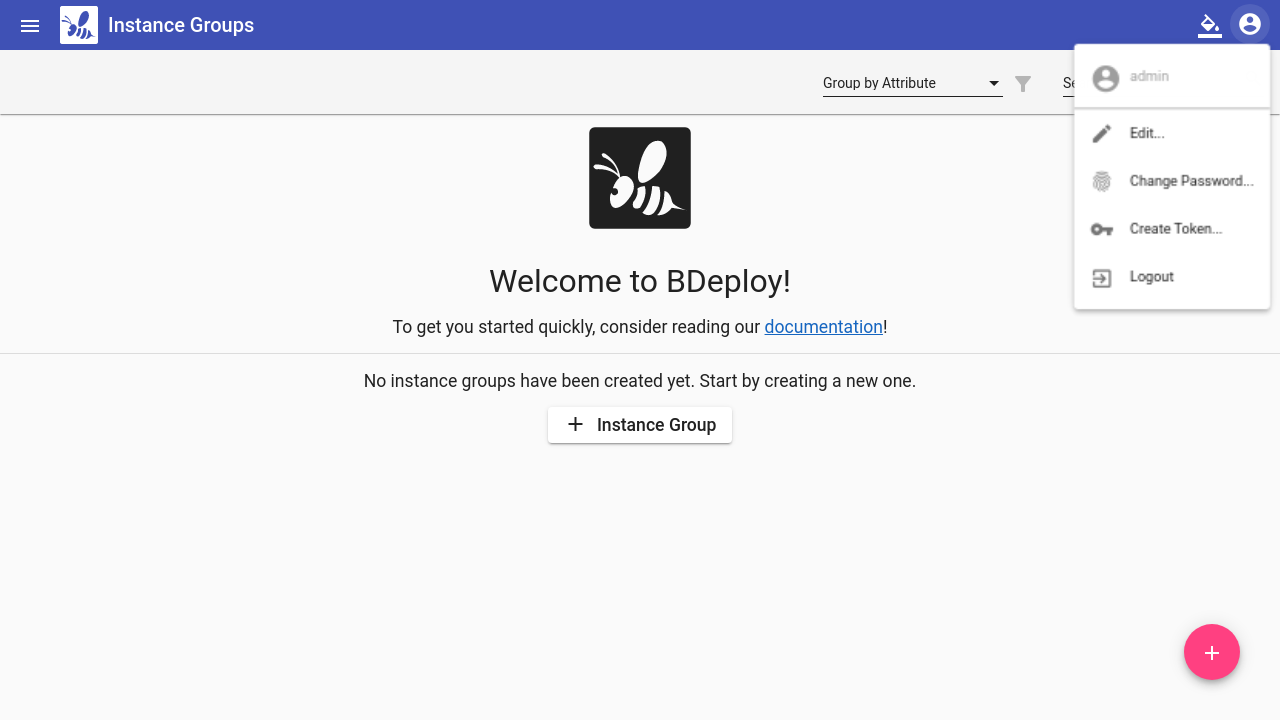 Instance Groups
Group by Attribute
Se
admin
Edit...
Change Password...
Create Token...
Logout
Welcome to BDeploy!
To get you started quickly, consider reading our documentation!
No instance groups have been created yet. Start by creating a new one.
Instance Group